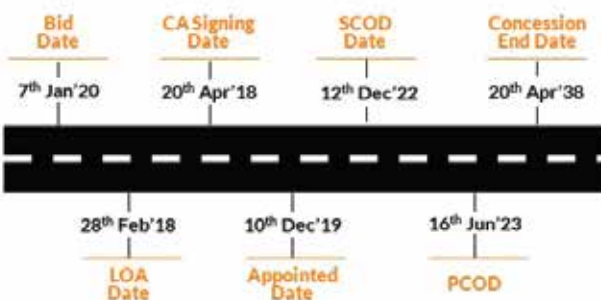 Bid
Date
CA Signing
Date
SCOD
Date
Concession
End Date
7th Jan'20
20th Apr'18
12th Dec'22
20th Apr'38
28th Feb'18
10th Dec'19
16th Jun'23
LOA
Date
Appointed
Date
PCOD